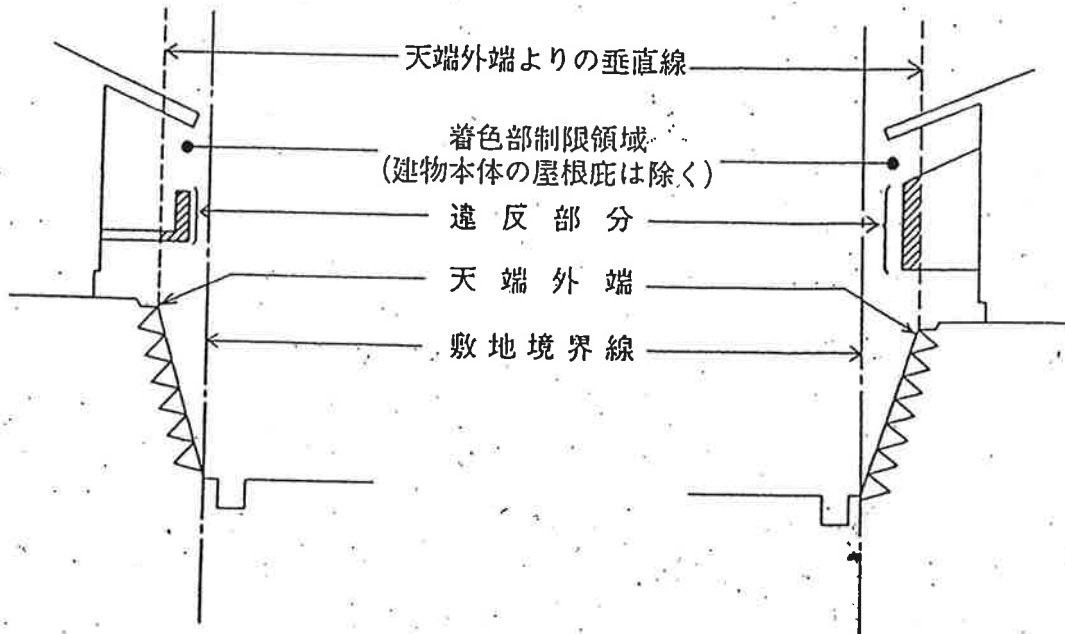 天端外端よりの垂直線
着色部制限領域
(建物本体の屋根庇は除く)
違反部分
天端外端
敷地境界線